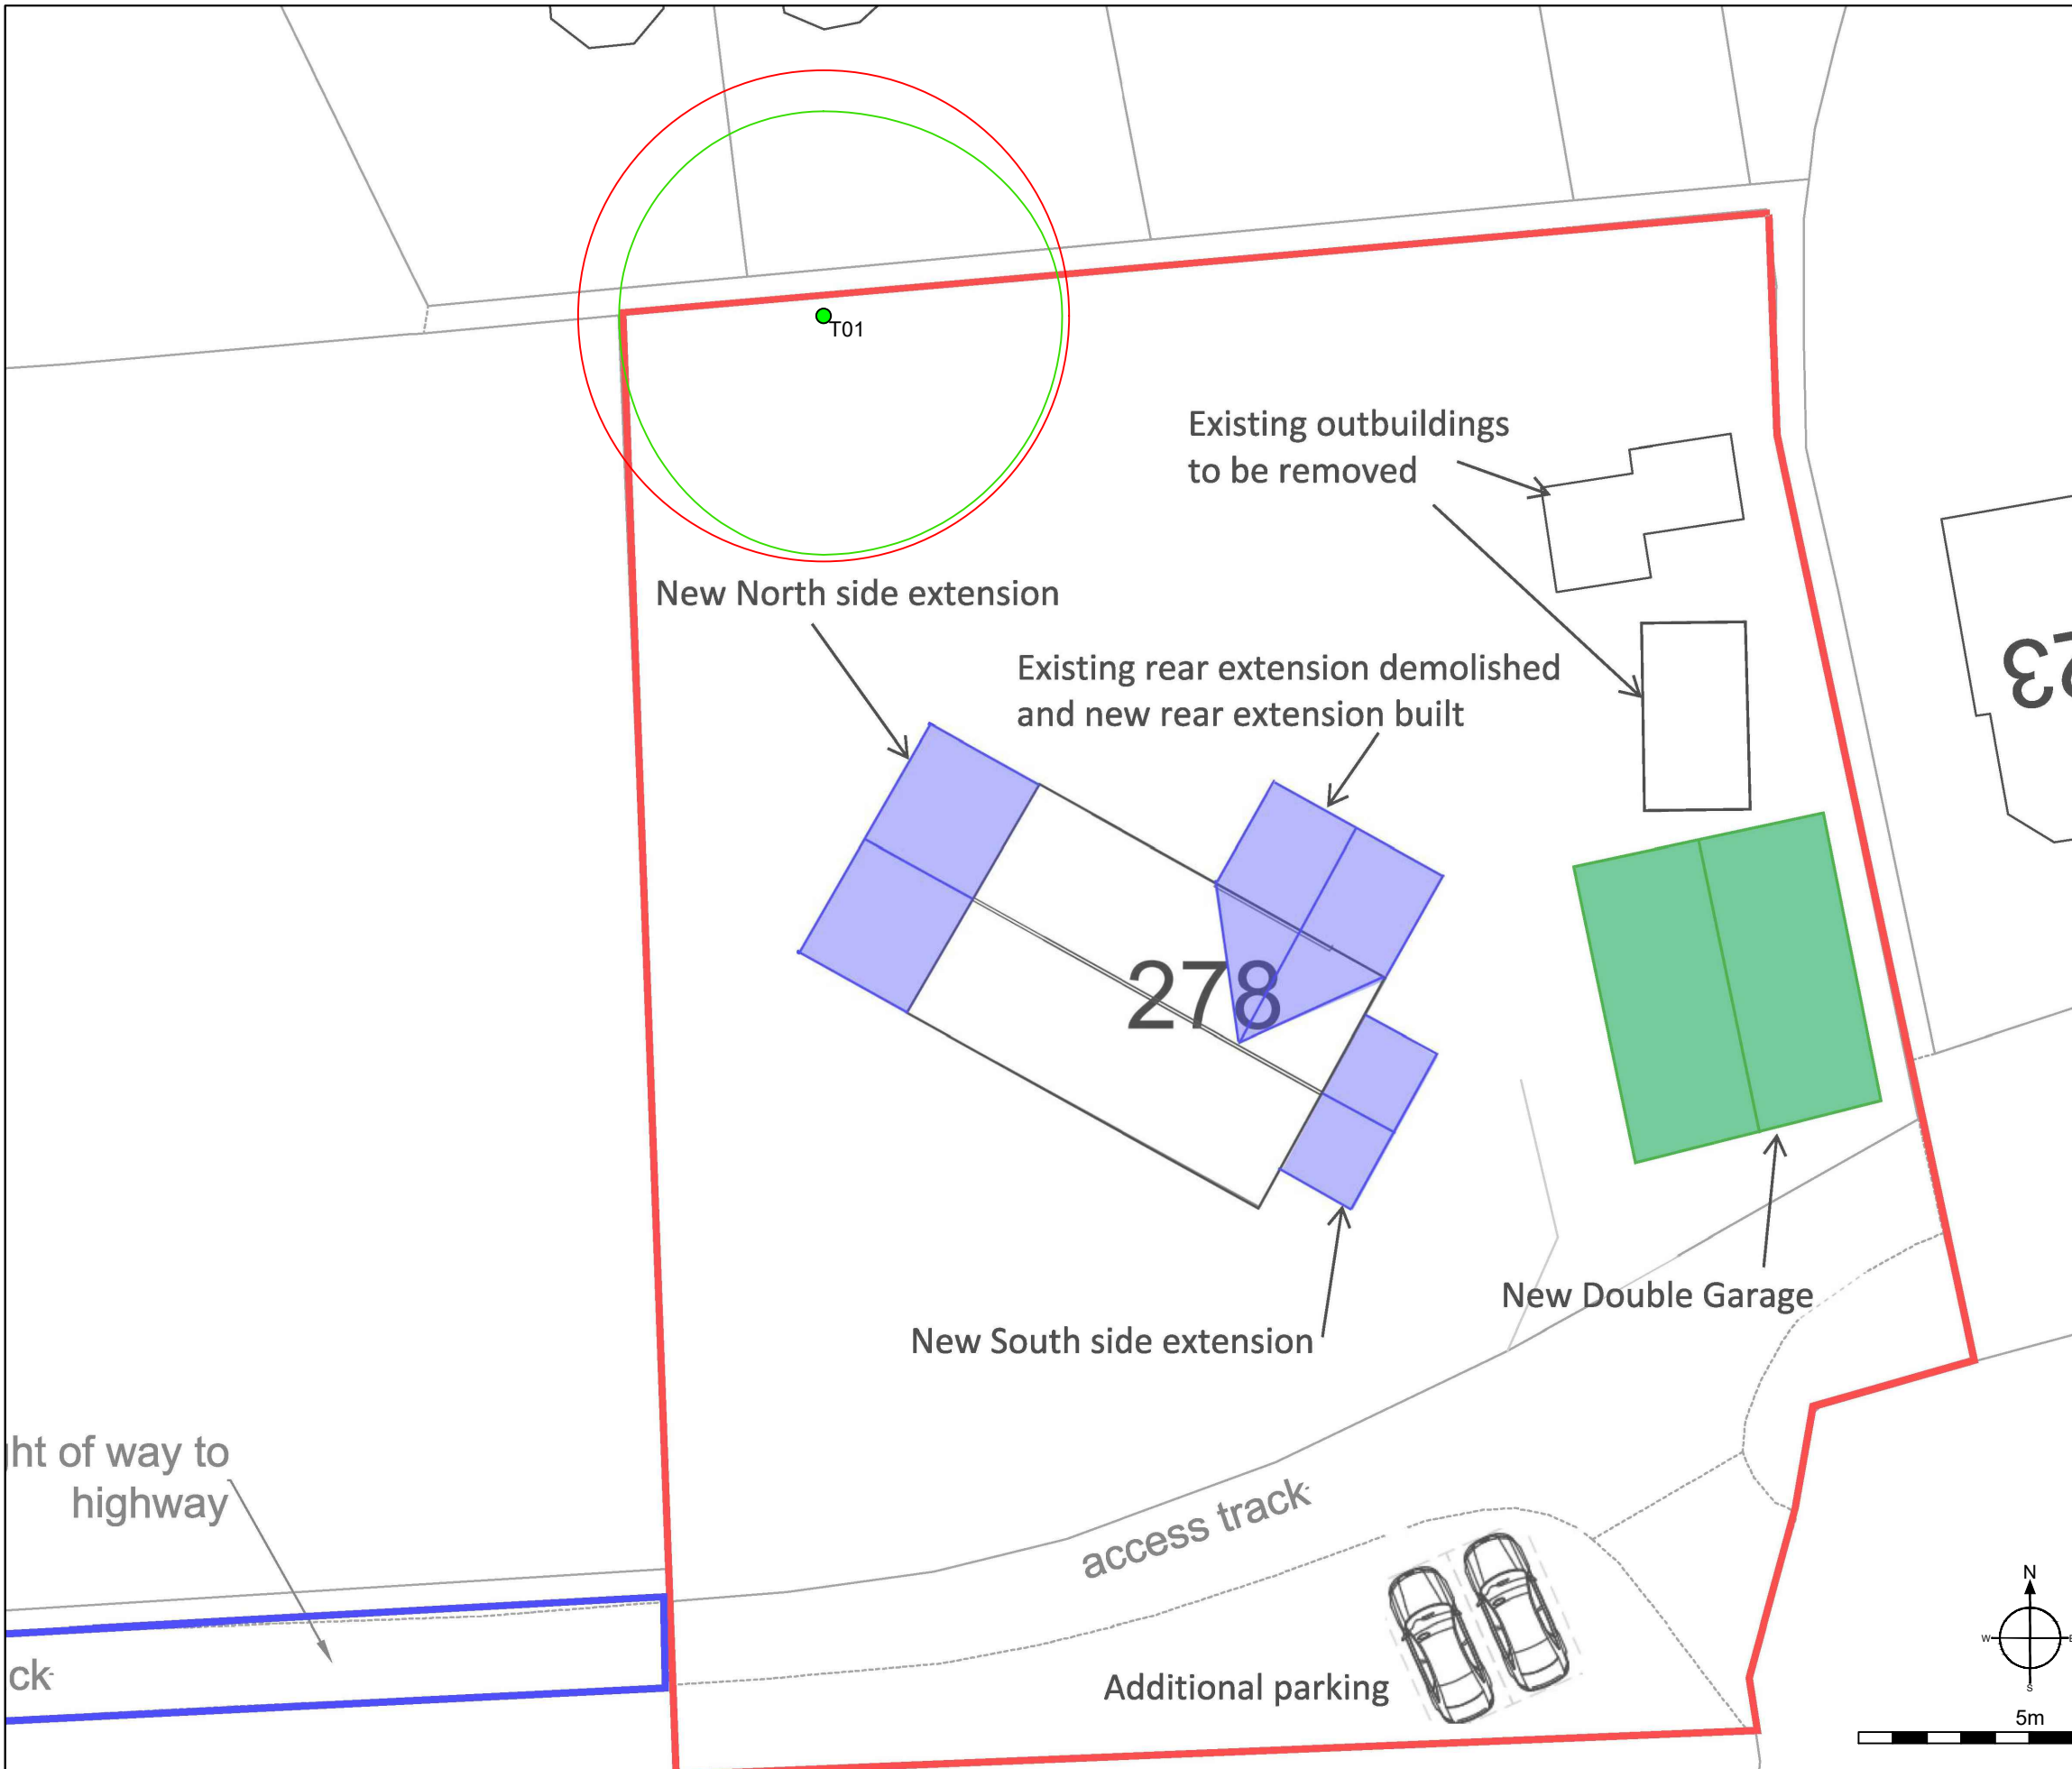 T01
Existing outbuildings
to be removed
New North side extension
Existing rear extension demolished
and new rear extension built
278
New Double Garage
New South side extension
ht of way to
highway
access track
ck
Additional parking
N
W
S
5m